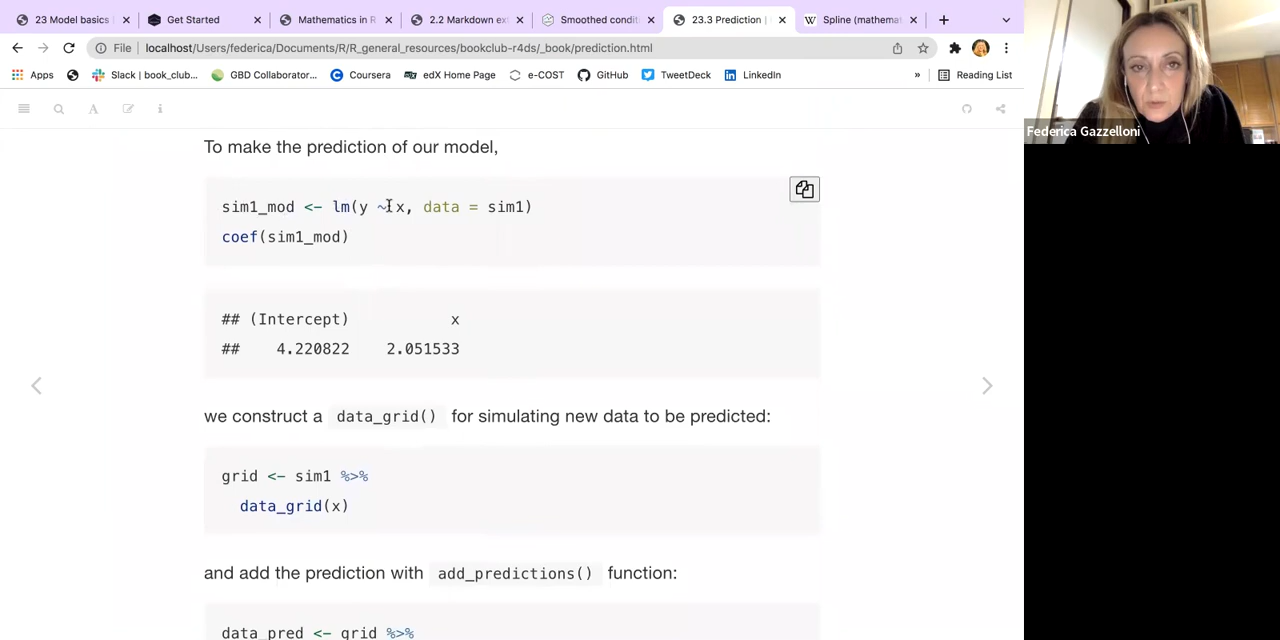 23 Model basics
Get Started
Mathematics in R
2.2 Markdown ex
Smoothed condit
23.3 Prediction |
Spline (mathema
File
localhost/Users/federica/Documents/R/R_general_resources/bookclub-r4ds/_book/prediction.html
Apps
Slack | book_club...
GBD Collaborator...
Coursera
edX Home Page
e-COST
GitHub
TweetDeck
LinkedIn
»
Reading List
Federica Gazzelloni
To make the prediction of our model,
sim1_mod <- lm(y ~ x, data = sim1)
coef(sim1_mod)
## (Intercept) x
## 4.220822 2.051533
we construct a data_grid() for simulating new data to be predicted:
grid <- sim1 %>%
data_grid(x)
and add the prediction with add_predictions() function:
data_pred <- grid %>%